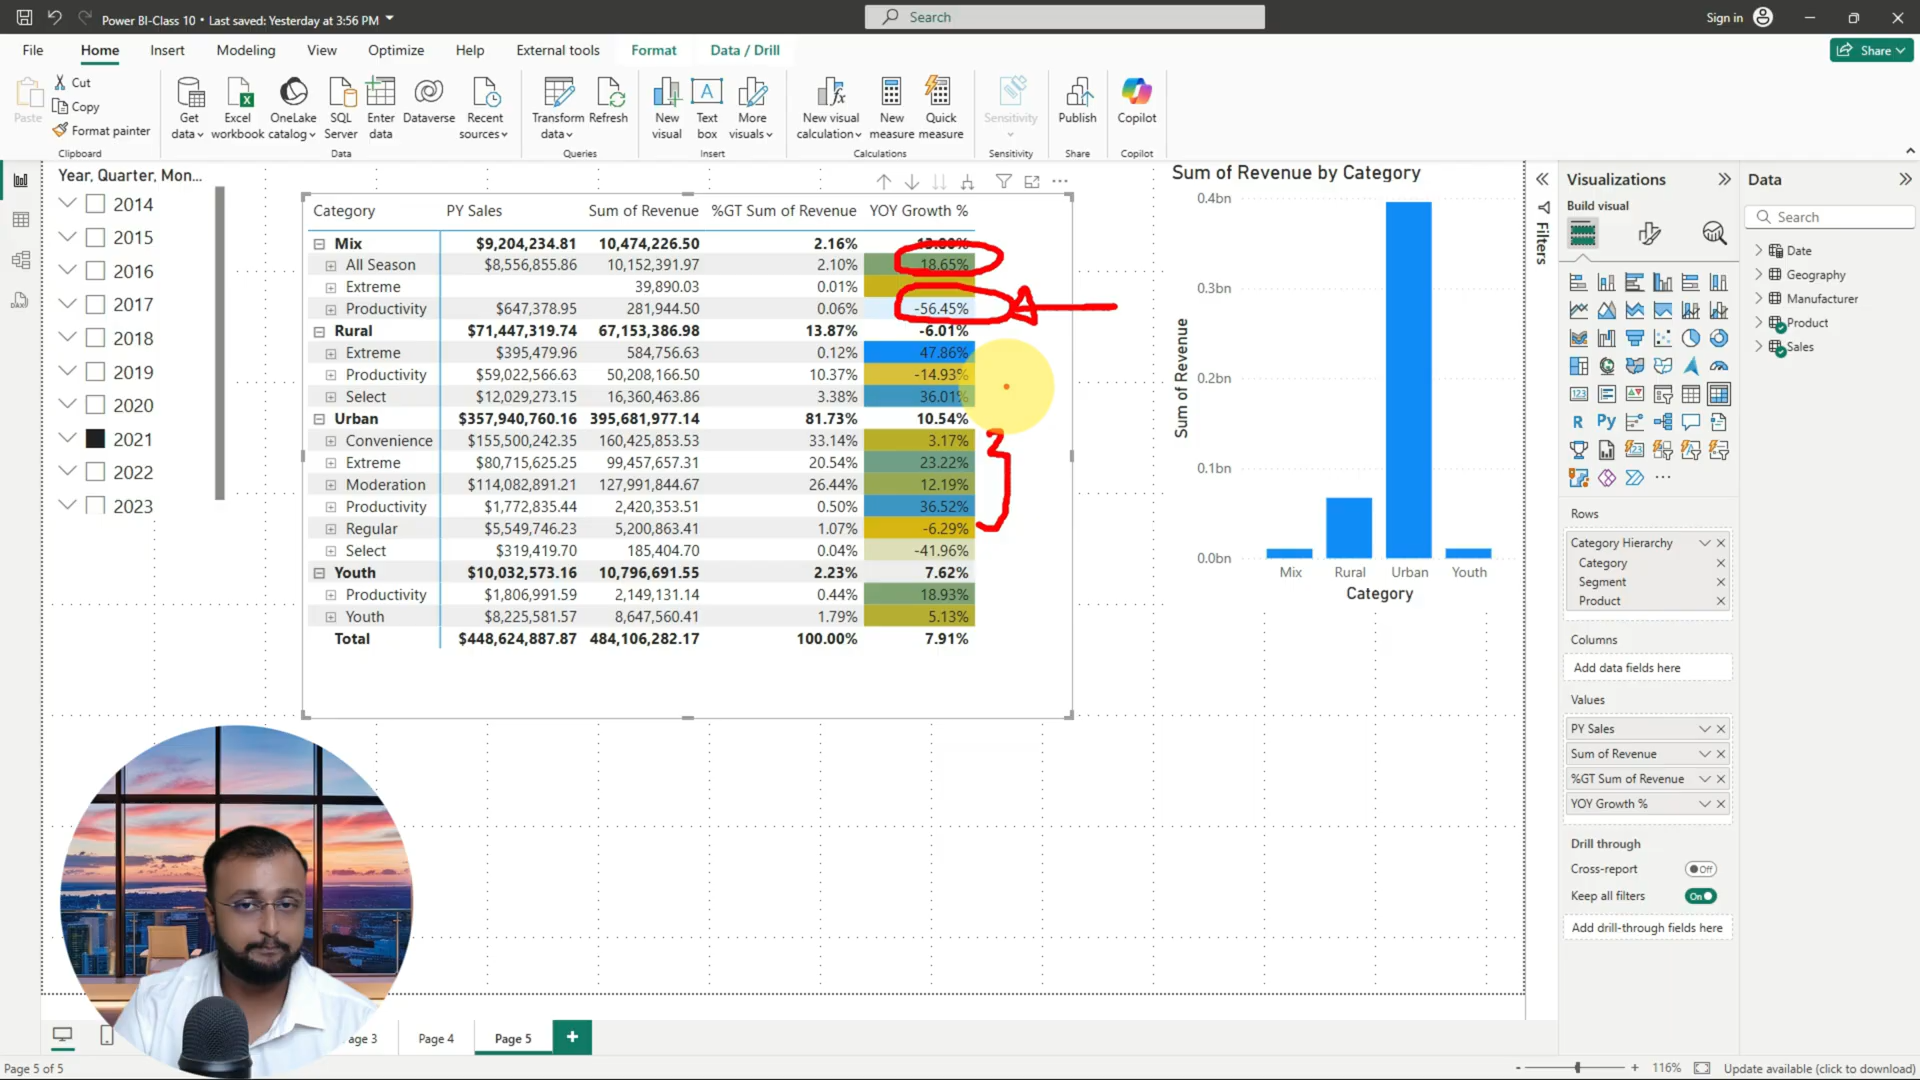 Power BI-Class 10 • Last saved: Yesterday at 3:56 PM
Search
Sign in
File
Home
Insert
Modeling
View
Optimize
Help
External tools
Format
Data / Drill
Share
Paste
Cut
Copy
Format painter
Get data
Excel workbook
OneLake catalog
SQL Server
Enter data
Dataverse
Recent sources
Transform data
Refresh
New visual
Text box
More visuals
New visual calculation
New measure
Quick measure
Sensitivity
Publish
Copilot
Clipboard
Data
Queries
Insert
Calculations
Sensitivity
Share
Copilot
Year, Quarter, Mon...
2014
2015
2016
2017
2018
2019
2020
2021
2022
2023
Category PY Sales Sum of Revenue %GT Sum of Revenue YOY Growth %
Mix $9,204,234.81 10,474,226.50 2.16%
All Season $8,556,855.86 10,152,391.97 2.10% 18.65%
Extreme 39,890.03 0.01%
Productivity $647,378.95 281,944.50 0.06% -56.45%
Rural $71,447,319.74 67,153,386.98 13.87% -6.01%
Extreme $395,479.96 584,756.63 0.12% 47.86%
Productivity $59,022,566.63 50,208,166.50 10.37% -14.93%
Select $12,029,273.15 16,360,463.86 3.38% 36.01%
Urban $357,940,760.16 395,681,977.14 81.73% 10.54%
Convenience $155,500,242.35 160,425,853.53 33.14% 3.17%
Extreme $80,715,625.25 99,457,657.31 20.54% 23.22%
Moderation $114,082,891.21 127,991,844.67 26.44% 12.19%
Productivity $1,772,835.44 2,420,353.51 0.50% 36.52%
Regular $5,549,746.23 5,200,863.41 1.07% -6.29%
Select $319,419.70 185,404.70 0.04% -41.96%
Youth $10,032,573.16 10,796,691.55 2.23% 7.62%
Productivity $1,806,991.59 2,149,131.14 0.44% 18.93%
Youth $8,225,581.57 8,647,560.41 1.79% 5.13%
Total $448,624,887.87 484,106,282.17 100.00% 7.91%
Sum of Revenue by Category
Sum of Revenue
0.4bn
0.3bn
0.2bn
0.1bn
0.0bn
Mix Rural Urban Youth
Category
Filters
Visualizations
Build visual
R
Py
123
Rows
Category Hierarchy
Category
Segment
Product
Columns
Add data fields here
Values
PY Sales
Sum of Revenue
%GT Sum of Revenue
YOY Growth %
Drill through
Cross-report
Off
Keep all filters
On
Add drill-through fields here
Data
Search
Date
Geography
Manufacturer
Product
Sales
age 3
Page 4
Page 5
Page 5 of 5
116%
Update available (click to download)